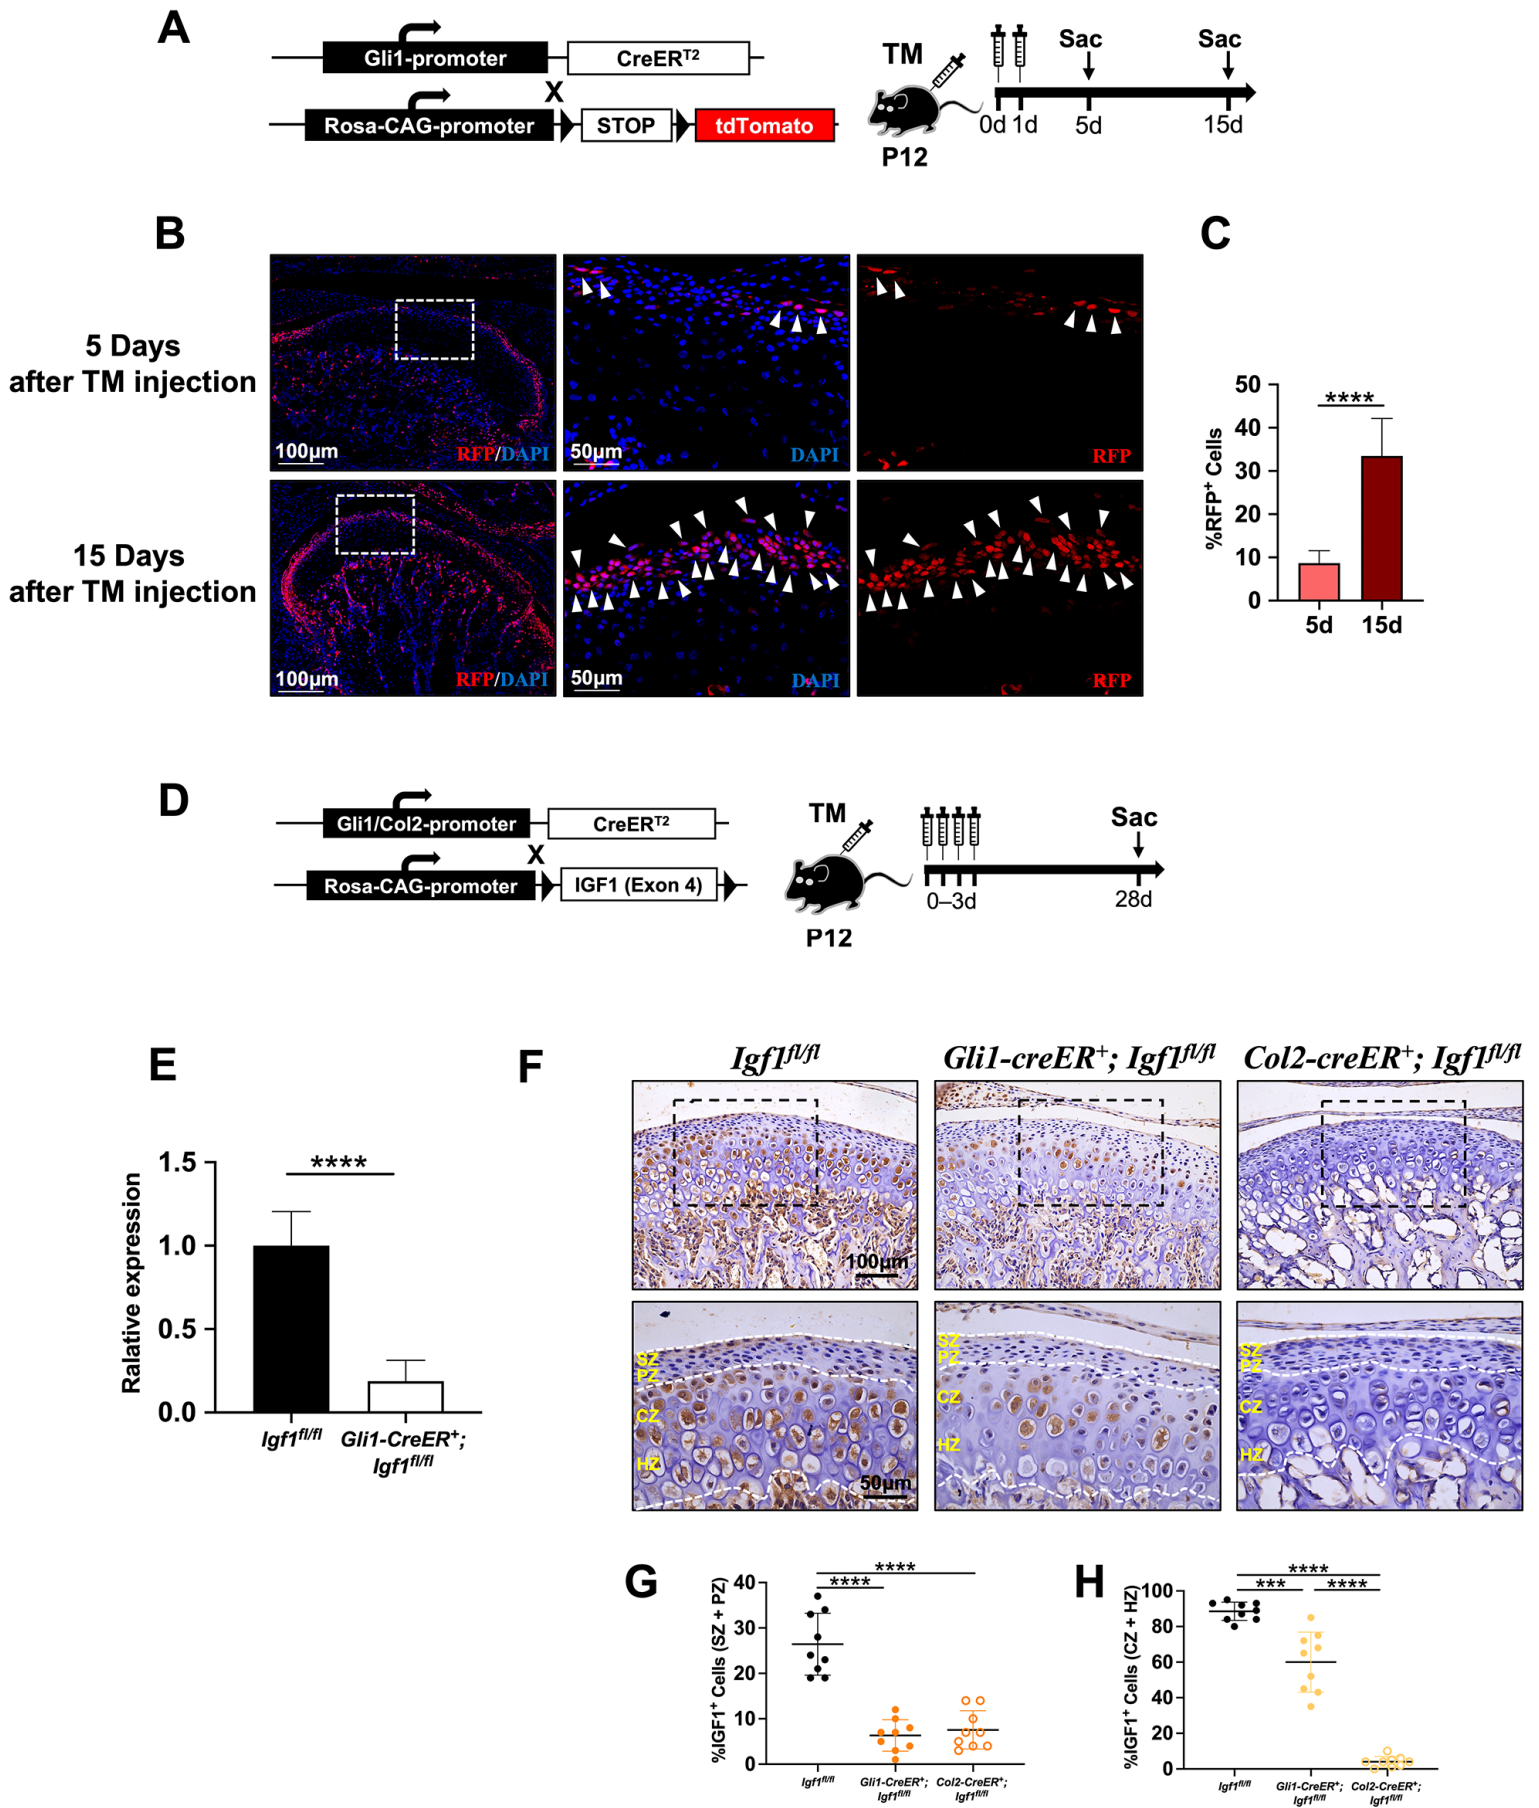 A
Gli1-promoter
CreERT2
X
Rosa-CAG-promoter
STOP
tdTomato
TM
P12
Sac
Sac
0d 1d
5d
15d
B
5 Days
after TM injection
100µm
RFP/DAPI
50µm
DAPI
RFP
15 Days
after TM injection
100µm
RFP/DAPI
50µm
DAPI
RFP
C
%RFP+ Cells
50
40
30
20
10
0
****
5d
15d
D
Gli1/Col2-promoter
CreERT2
X
Rosa-CAG-promoter
IGF1 (Exon 4)
TM
P12
Sac
0–3d
28d
E
Ralative expression
1.5
1.0
0.5
0.0
****
Igf1fl/fl
Gli1-CreER+;
Igf1fl/fl
F
Igf1fl/fl
Gli1-creER+; Igf1fl/fl
Col2-creER+; Igf1fl/fl
100µm
SZ
PZ
CZ
HZ
50µm
SZ
PZ
CZ
HZ
SZ
PZ
CZ
HZ
G
%IGF1+ Cells (SZ + PZ)
40
30
20
10
0
****
****
Igf1fl/fl
Gli1-CreER+;
Igf1fl/fl
Col2-CreER+;
Igf1fl/fl
H
%IGF1+ Cells (CZ + HZ)
100
80
60
40
20
0
****
***
****
Igf1fl/fl
Gli1-CreER+;
Igf1fl/fl
Col2-CreER+;
Igf1fl/fl